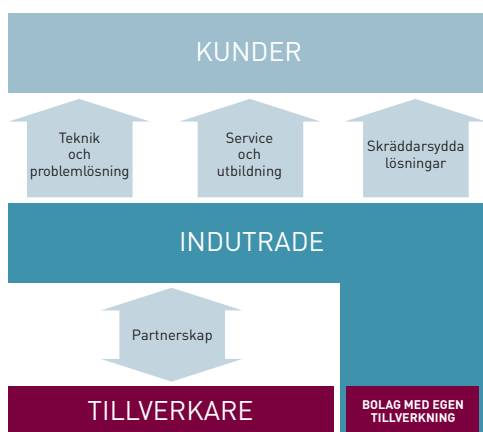 KUNDER
Teknik
och
problemlösning
Service
och
utbildning
Skräddarsydda
lösningar
INDUTRADE
Partnerskap
TILLVERKARE
BOLAG MED EGEN
TILLVERKNING